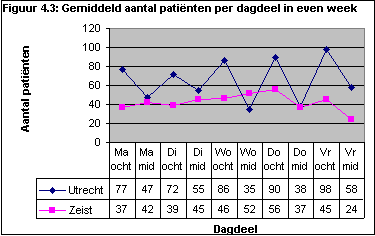 Figuur 4.3: Gemiddeld aantal patiënten per dagdeel in even week
Aantal patiënten
120
100
80
60
40
20
0
Ma ocht Ma mid Di ocht Di mid Wo ocht Wo mid Do ocht Do mid Vr ocht Vr mid
Utrecht 77 47 72 55 86 35 90 38 98 58
Zeist 37 42 39 45 46 52 56 37 45 24
Dagdeel